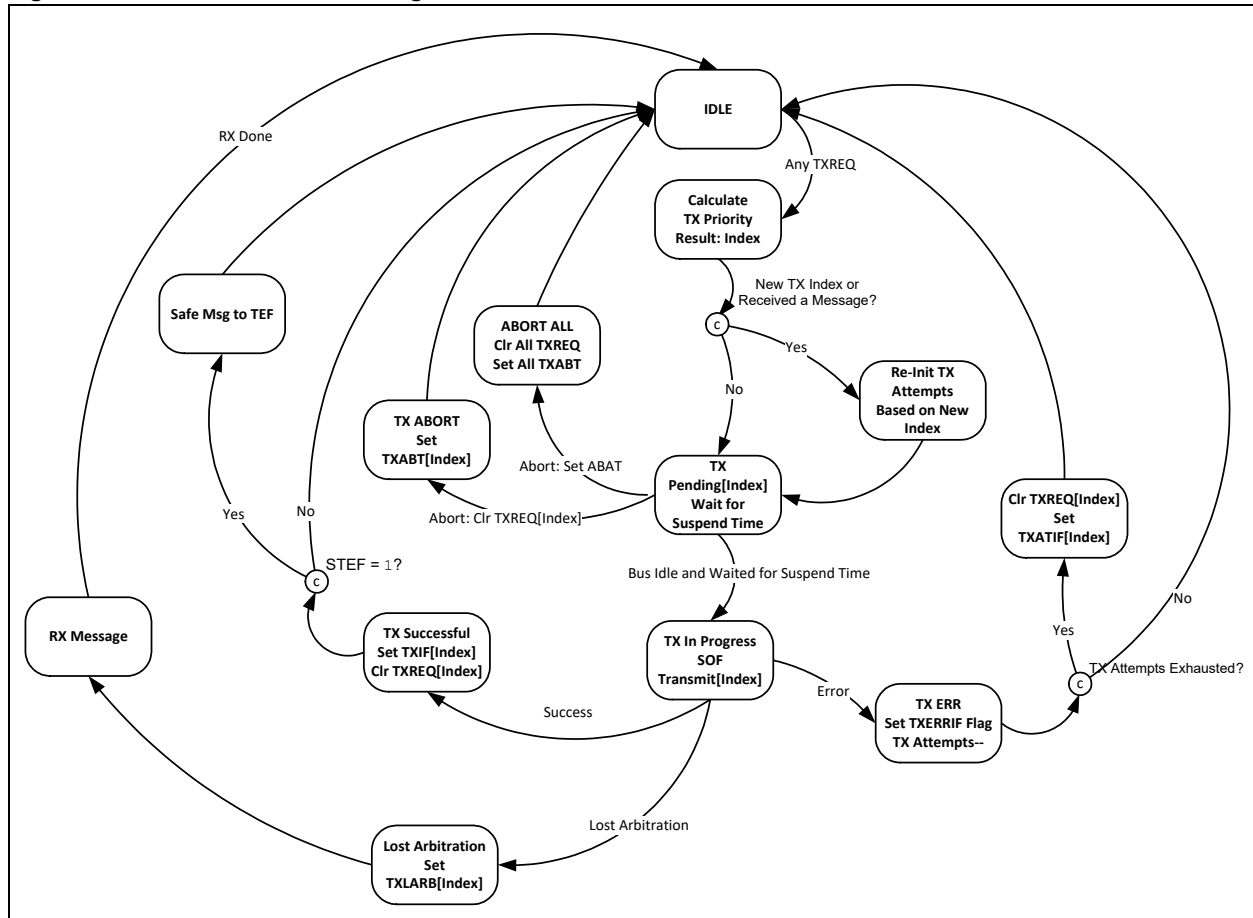 IDLE
RX Done
Any TXREQ
Calculate
TX Priority
Result: Index
New TX Index or
Received a Message?
Safe Msg to TEF
ABORT ALL
Clr All TXREQ
Set All TXABT
c
Yes
No
Re-Init TX
Attempts
Based on New
Index
TX ABORT
Set
TXABT[Index]
Abort: Set ABAT
TX
Pending[Index]
Wait for
Suspend Time
Abort: Clr TXREQ[Index]
Clr TXREQ[Index]
Set
TXATIF[Index]
Yes
No
STEF = 1?
c
Bus Idle and Waited for Suspend Time
RX Message
TX Successful
Set TXIF[Index]
Clr TXREQ[Index]
TX In Progress
SOF
Transmit[Index]
Yes
No
TX Attempts Exhausted?
c
Error
TX ERR
Set TXERRIF Flag
TX Attempts--
Success
Lost Arbitration
Lost Arbitration
Set
TXLARB[Index]